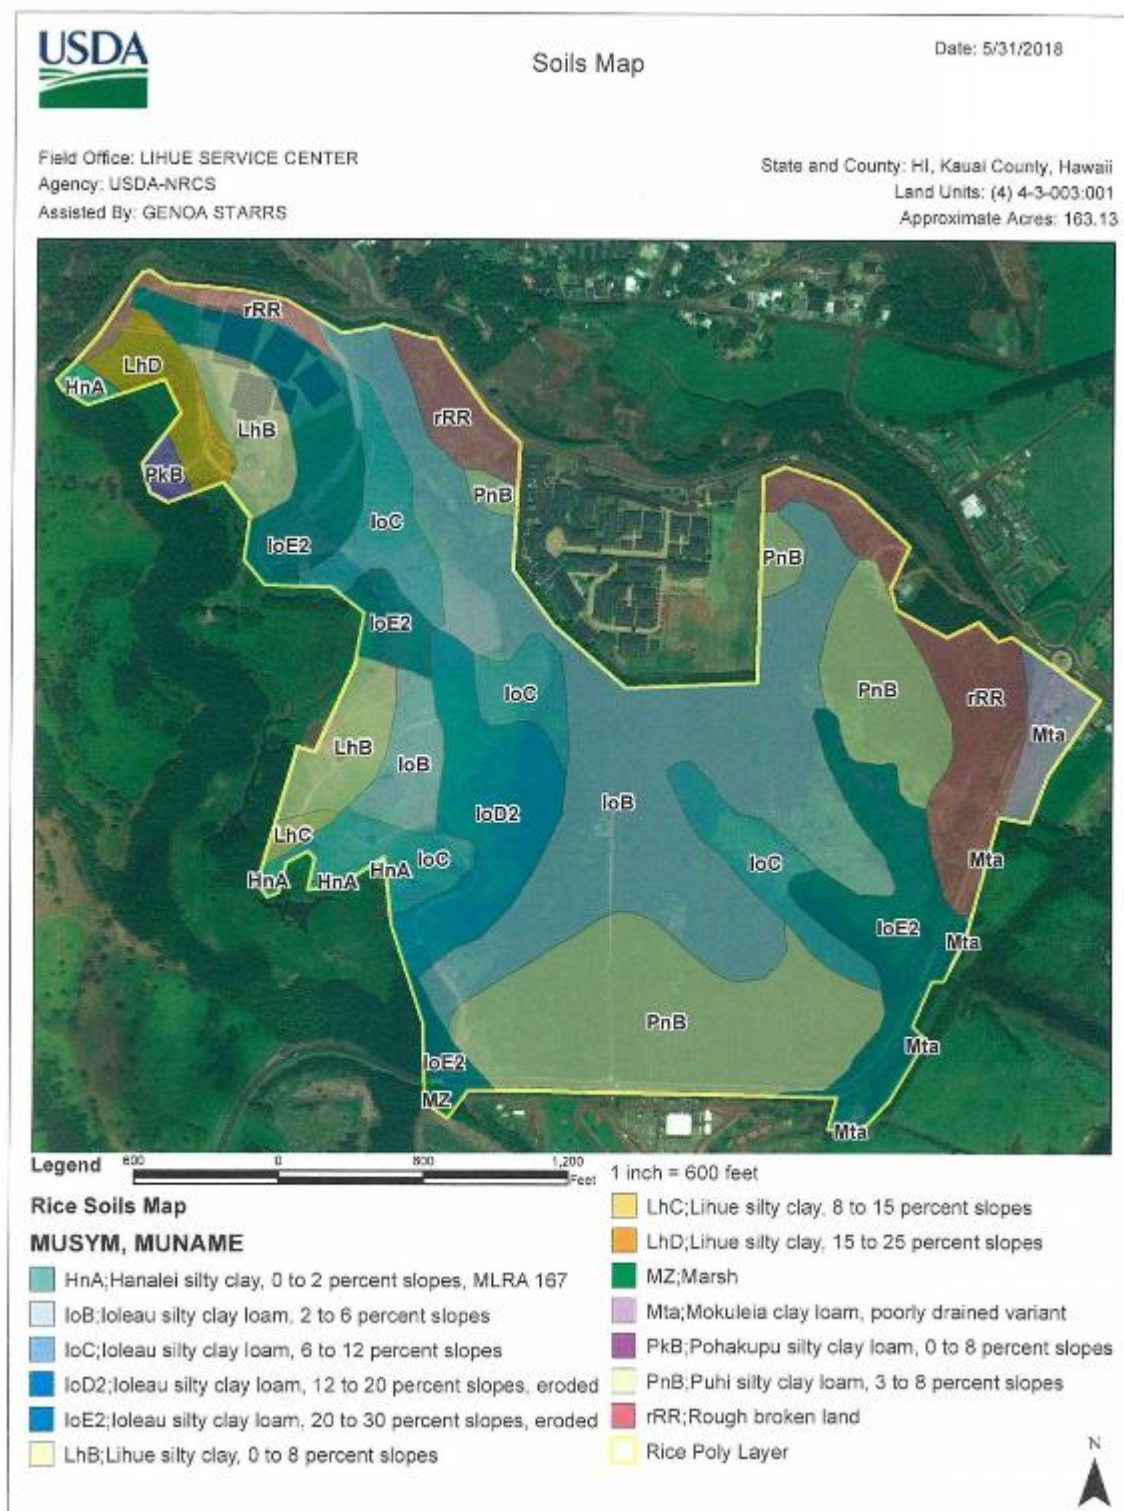 USDA
Soils Map
Date: 5/31/2018
Field Office: LIHUE SERVICE CENTER
Agency: USDA-NRCS
Assisted By: GENOA STARRS
State and County: HI, Kauai County, Hawaii
Land Units: (4) 4-3-003:001
Approximate Acres: 163.13
rRR
LhD
HnA
LhB
rRR
PkB
PnB
IoC
IoE2
PnB
IoE2
IoC
PnB
rRR
Mta
LhB
IoB
IoD2
IoB
LhC
IoC
HnA
HnA
HnA
IoC
Mta
IoE2
Mta
PnB
Mta
IoE2
MZ
Mta
Legend
600 0 600 1,200
Feet
1 inch = 600 feet
Rice Soils Map
MUSYM, MUNAME
HnA;Hanalei silty clay, 0 to 2 percent slopes, MLRA 167
IoB;Ioleau silty clay loam, 2 to 6 percent slopes
IoC;Ioleau silty clay loam, 6 to 12 percent slopes
IoD2;Ioleau silty clay loam, 12 to 20 percent slopes, eroded
IoE2;Ioleau silty clay loam, 20 to 30 percent slopes, eroded
LhB;Lihue silty clay, 0 to 8 percent slopes
LhC;Lihue silty clay, 8 to 15 percent slopes
LhD;Lihue silty clay, 15 to 25 percent slopes
MZ;Marsh
Mta;Mokuleia clay loam, poorly drained variant
PkB;Pohakupu silty clay loam, 0 to 8 percent slopes
PnB;Puhi silty clay loam, 3 to 8 percent slopes
rRR;Rough broken land
Rice Poly Layer
N